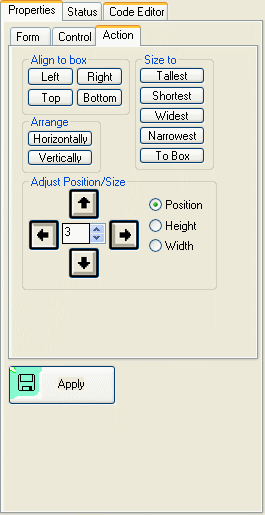 Properties Status Code Editor
Form Control Action
Align to box
Left Right
Top Bottom
Size to
Tallest
Shortest
Widest
Narrowest
To Box
Arrange
Horizontally
Vertically
Adjust Position/Size
3
Position
Height
Width
Apply